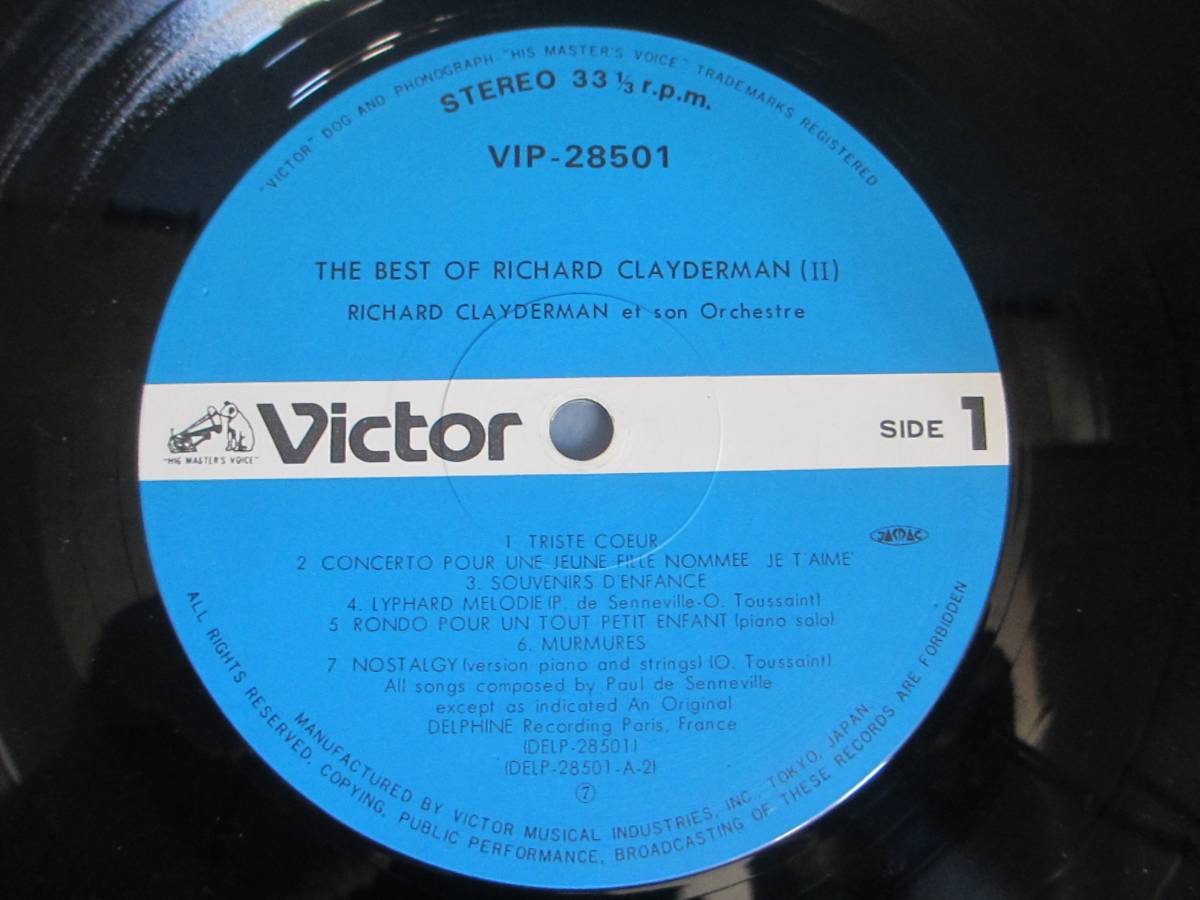 "VICTOR" DOG AND PHONOGRAPH "HIS MASTER'S VOICE" TRADEMARKS REGISTERED
STEREO 33 1/3 r.p.m.
VIP-28501
THE BEST OF RICHARD CLAYDERMAN (II)
RICHARD CLAYDERMAN et son Orchestre
"HIS MASTER'S VOICE"
Victor
SIDE 1
JASRAC
1 TRISTE COEUR
2 CONCERTO POUR UNE JEUNE FILLE NOMMEE JE T'AIME'
3. SOUVENIRS D'ENFANCE
4. LYPHARD MELODIE (P. de Senneville-O. Toussaint)
5 RONDO POUR UN TOUT PETIT ENFANT (piano solo)
6. MURMURES
7 NOSTALGY (version piano and strings) (O. Toussaint)
All songs composed by Paul de Senneville
except as indicated An Original
DELPHINE Recording Paris, France
(DELP-28501)
(DELP-28501-A-2)
⑦
MANUFACTURED BY VICTOR MUSICAL INDUSTRIES, INC., TOKYO, JAPAN.
ALL RIGHTS RESERVED, COPYING, PUBLIC PERFORMANCE, BROADCASTING OF THESE RECORDS ARE FORBIDDEN